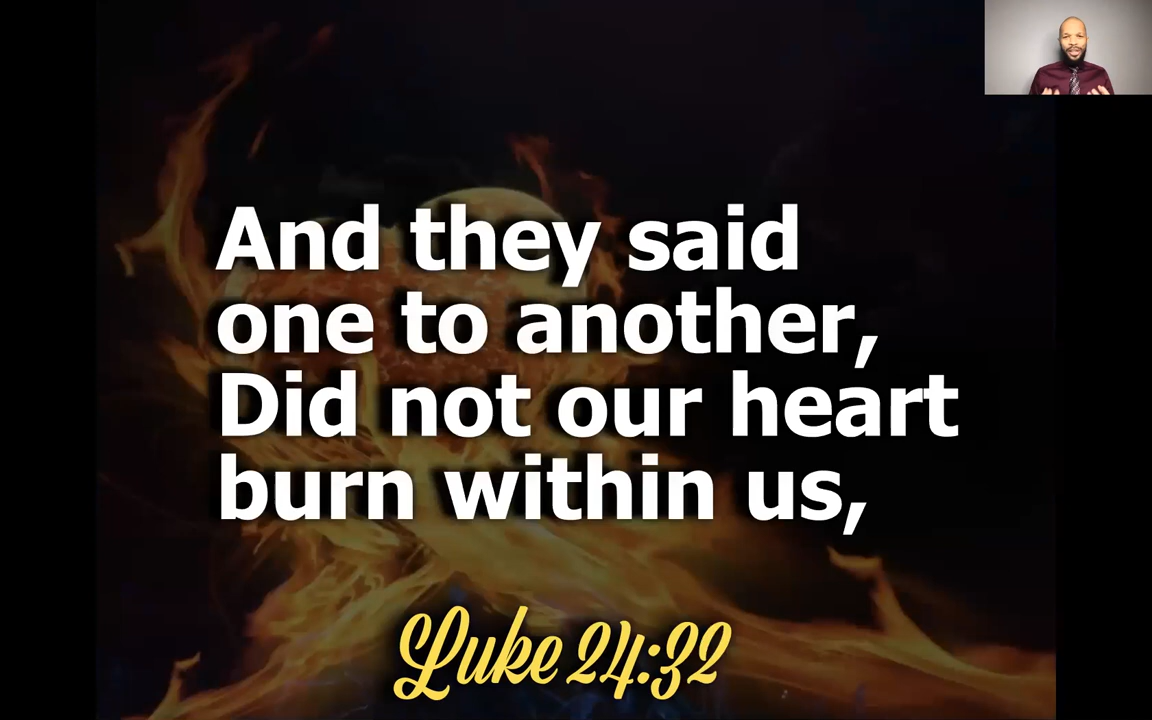 And they said
one to another,
Did not our heart
burn within us,
Luke 24:32